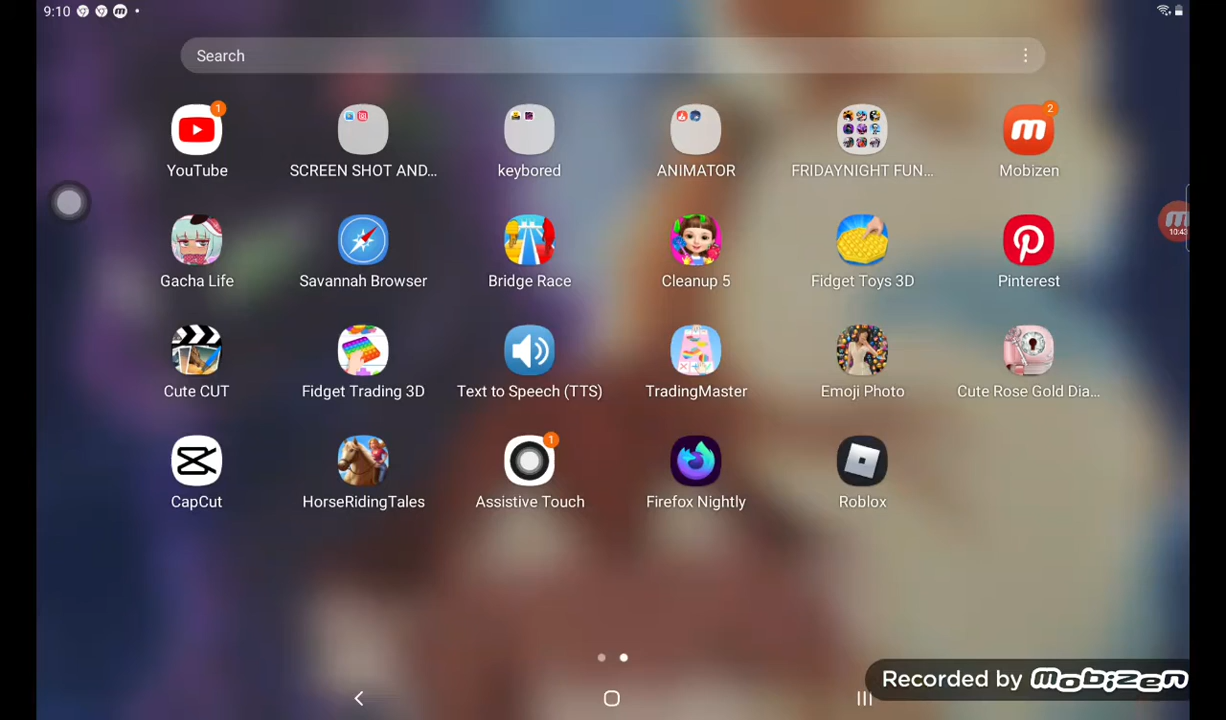 9:10
Search
YouTube SCREEN SHOT AND... keybored ANIMATOR FRIDAYNIGHT FUN... Mobizen
10:43
Gacha Life Savannah Browser Bridge Race Cleanup 5 Fidget Toys 3D Pinterest
Cute CUT Fidget Trading 3D Text to Speech (TTS) TradingMaster Emoji Photo Cute Rose Gold Dia...
CapCut HorseRidingTales Assistive Touch Firefox Nightly Roblox
Recorded by mobizen